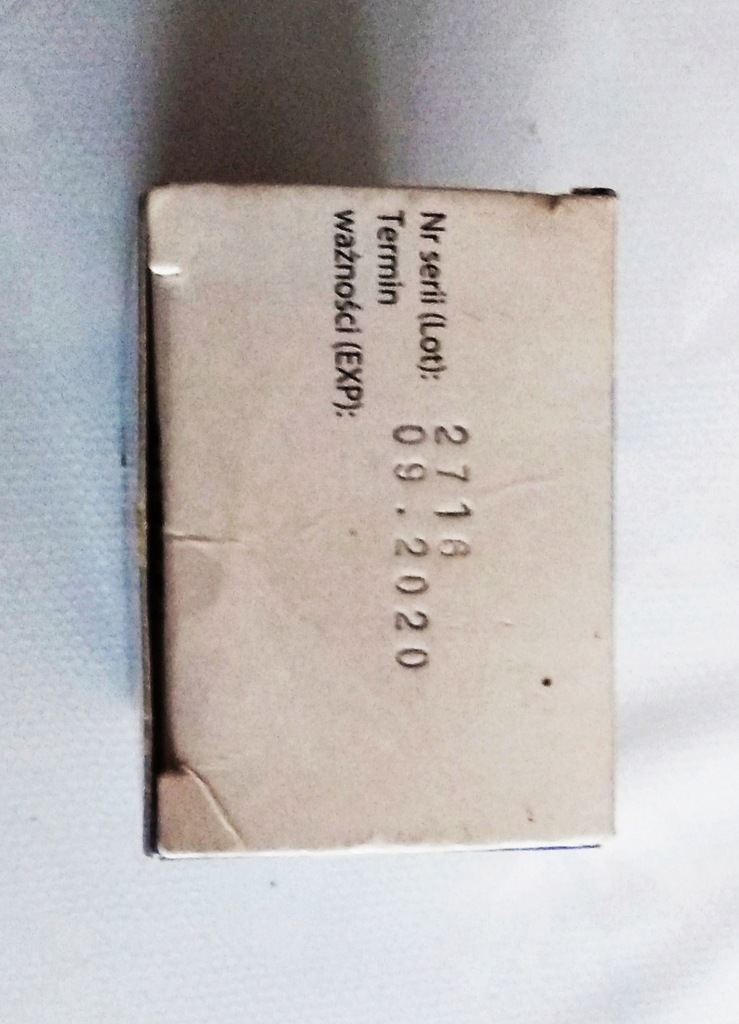 Nr serii (Lot): 2716
Termin 09.2020
ważności (EXP):